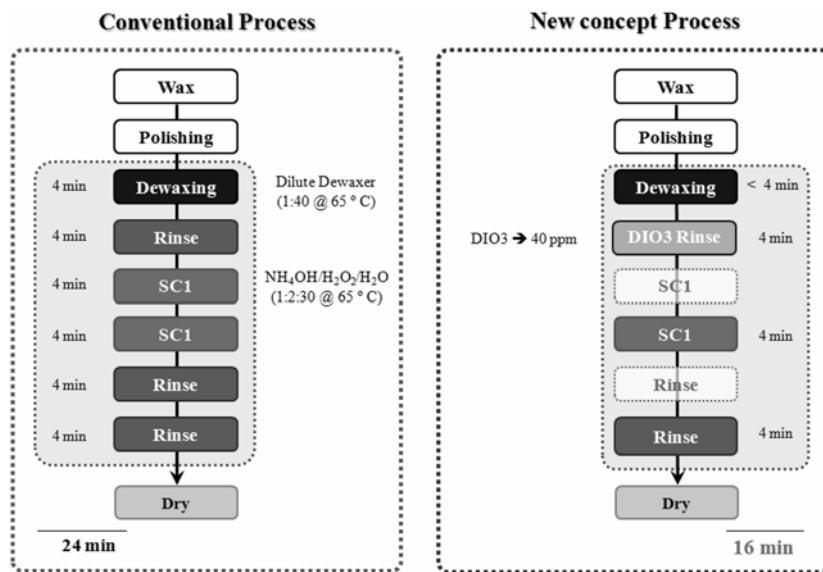 Conventional Process
Wax
Polishing
4 min
Dewaxing
Dilute Dewaxer
(1:40 @ 65 º C)
4 min
Rinse
4 min
SC1
NH₄OH/H₂O₂/H₂O
(1:2:30 @ 65 º C)
4 min
SC1
4 min
Rinse
4 min
Rinse
Dry
24 min
New concept Process
Wax
Polishing
Dewaxing
< 4 min
DIO3 ➔ 40 ppm
DIO3 Rinse
4 min
SC1
SC1
4 min
Rinse
Rinse
4 min
Dry
16 min